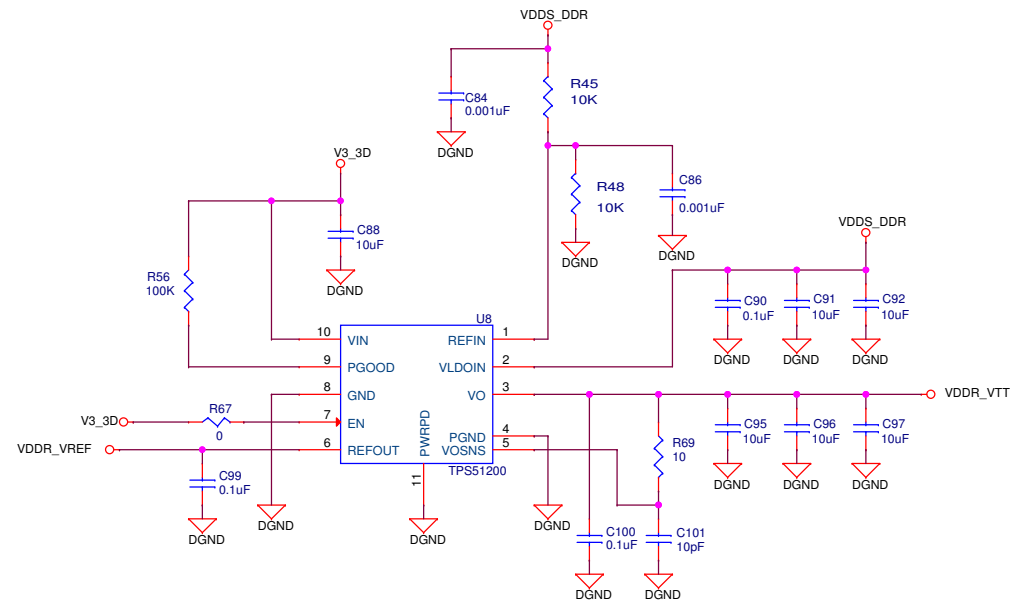 VDDS_DDR
R45
10K
C84
0.001uF
DGND
V3_3D
C86
0.001uF
R48
10K
DGND
DGND
VDDS_DDR
C88
10uF
DGND
R56
100K
C90
0.1uF
C91
10uF
C92
10uF
DGND
DGND
DGND
U8
10
VIN
REFIN
1
9
PGOOD
VLDOIN
2
8
GND
VO
3
VDDR_VTT
V3_3D
R67
0
7
EN
PWRPD
PGND
4
VDDR_VREF
6
REFOUT
VOSNS
5
TPS51200
11
R69
10
C95
10uF
C96
10uF
C97
10uF
DGND
DGND
DGND
C99
0.1uF
DGND
DGND
DGND
DGND
C100
0.1uF
C101
10pF
DGND
DGND